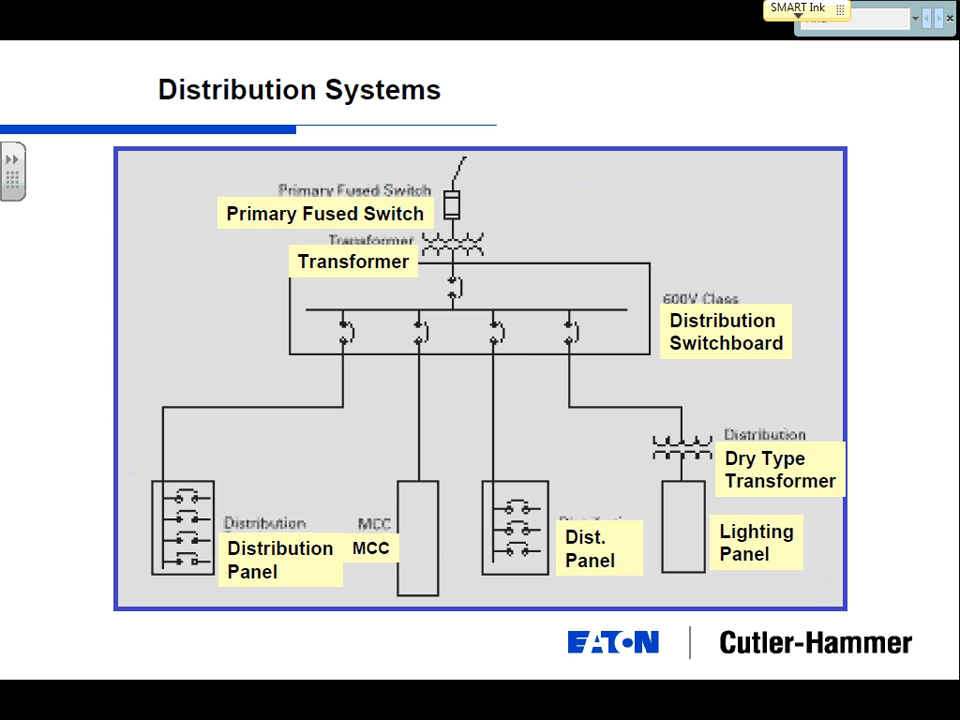 SMART Ink
Distribution Systems
Primary Fused Switch
Primary Fused Switch
Transformer
Transformer
600V Class
Distribution
Switchboard
Distribution
Dry Type
Transformer
Distribution
Distribution
Panel
MCC
MCC
Dist.
Panel
Lighting
Panel
EATON
Cutler-Hammer